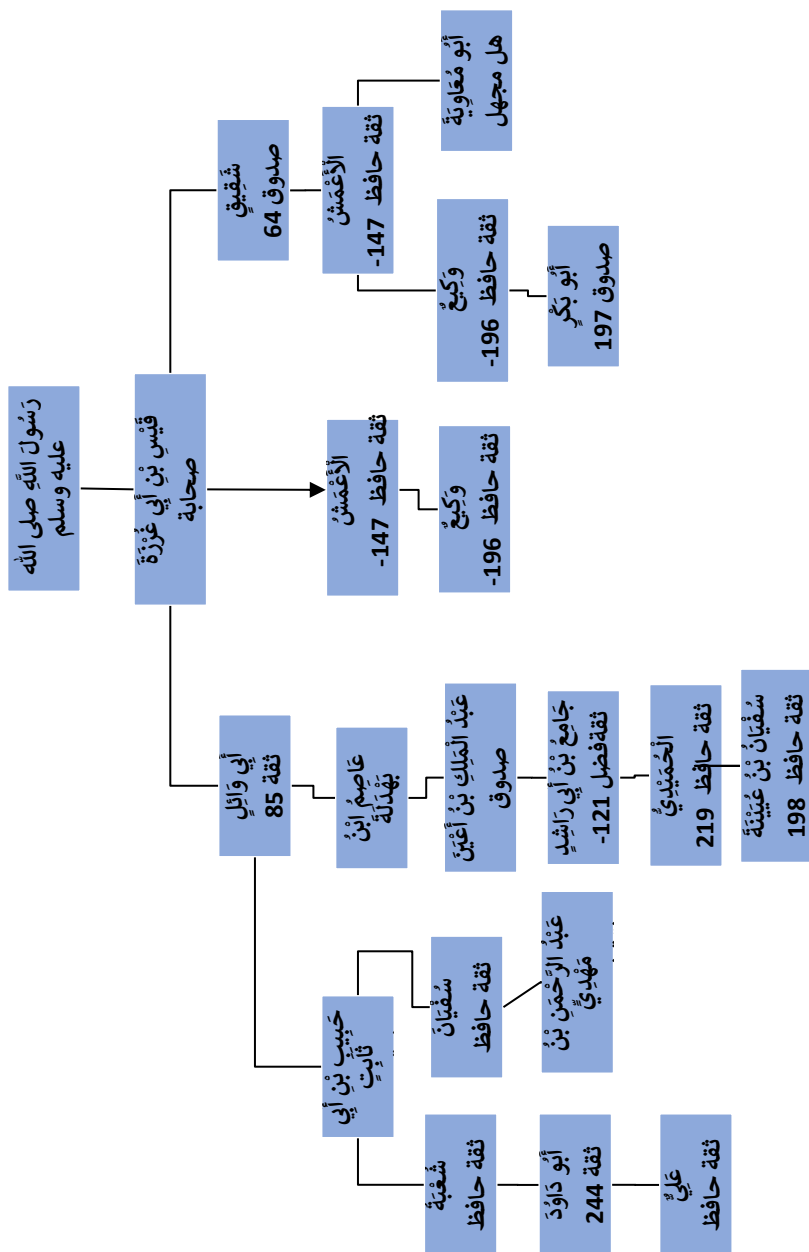 رَسُولَ اللَّهِ صلى الله
عليه وسلم
قَيْسِ بْنِ أَبِي غَرَزَةَ
صحابة
شَقِيقٍ
صدوق 64
الْأَعْمَشُ
ثقة حافظ 147-
أَبُو مُعَاوِيَةَ
هل مجهل
وَكِيعٌ
ثقة حافظ 196-
أَبُو بَكْرٍ
صدوق 197
الْأَعْمَشُ
ثقة حافظ 147-
وَكِيعٌ
ثقة حافظ 196-
أَبِي وَائِلٍ
ثقة 85
عَاصِمُ ابْنُ
بَهْدَلَةَ
عَبْدُ الْمَلِكِ بْنُ أَعْيَنَ
صدوق
جَامِعُ بْنُ أَبِي رَاشِدٍ
ثقةفضل 121-
الْحُمَيْدِيُّ
ثقة حافظ 219
سُفْيَانُ بْنُ عُيَيْنَةَ
ثقة حافظ 198
حَبِيبُ بْنِ أَبِي
ثَابِتٍ
سُفْيَانَ
ثقة حافظ
عَبْدُ الرَّحْمَنِ بْنُ
مَهْدِيٍّ
شُعْبَةَ
ثقة حافظ
أَبُو دَاوُدَ
ثقة 244
عَلِيٌّ
ثقة حافظ